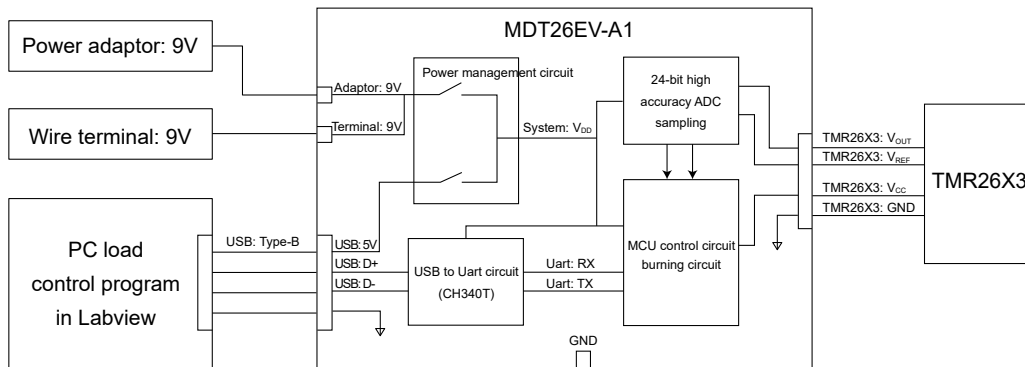 MDT26EV-A1
Power adaptor: 9V
Wire terminal: 9V
Adaptor: 9V
Terminal: 9V
Power management circuit
System: VDD
24-bit high
accuracy ADC
sampling
TMR26X3: VOUT
TMR26X3: VREF
TMR26X3: VCC
TMR26X3: GND
TMR26X3
PC load
control program
in Labview
USB: Type-B
USB: 5V
USB: D+
USB: D-
USB to Uart circuit
(CH340T)
Uart: RX
Uart: TX
MCU control circuit
burning circuit
GND